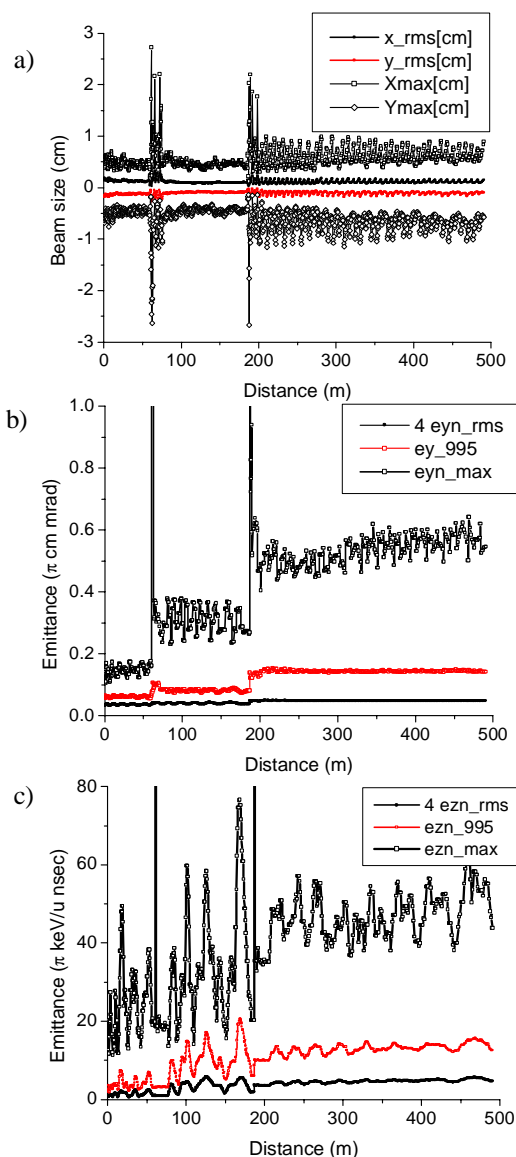 a)
x_rms[cm]
y_rms[cm]
Xmax[cm]
Ymax[cm]
3
2
1
0
-1
-2
-3
Beam size (cm)
0 100 200 300 400 500
Distance (m)
b)
4 eyn_rms
ey_995
eyn_max
1.0
0.8
0.6
0.4
0.2
0.0
Emittance (π cm mrad)
0 100 200 300 400 500
Distance (m)
c)
4 ezn_rms
ezn_995
ezn_max
80
60
40
20
0
Emittance (π keV/u nsec)
0 100 200 300 400 500
Distance (m)